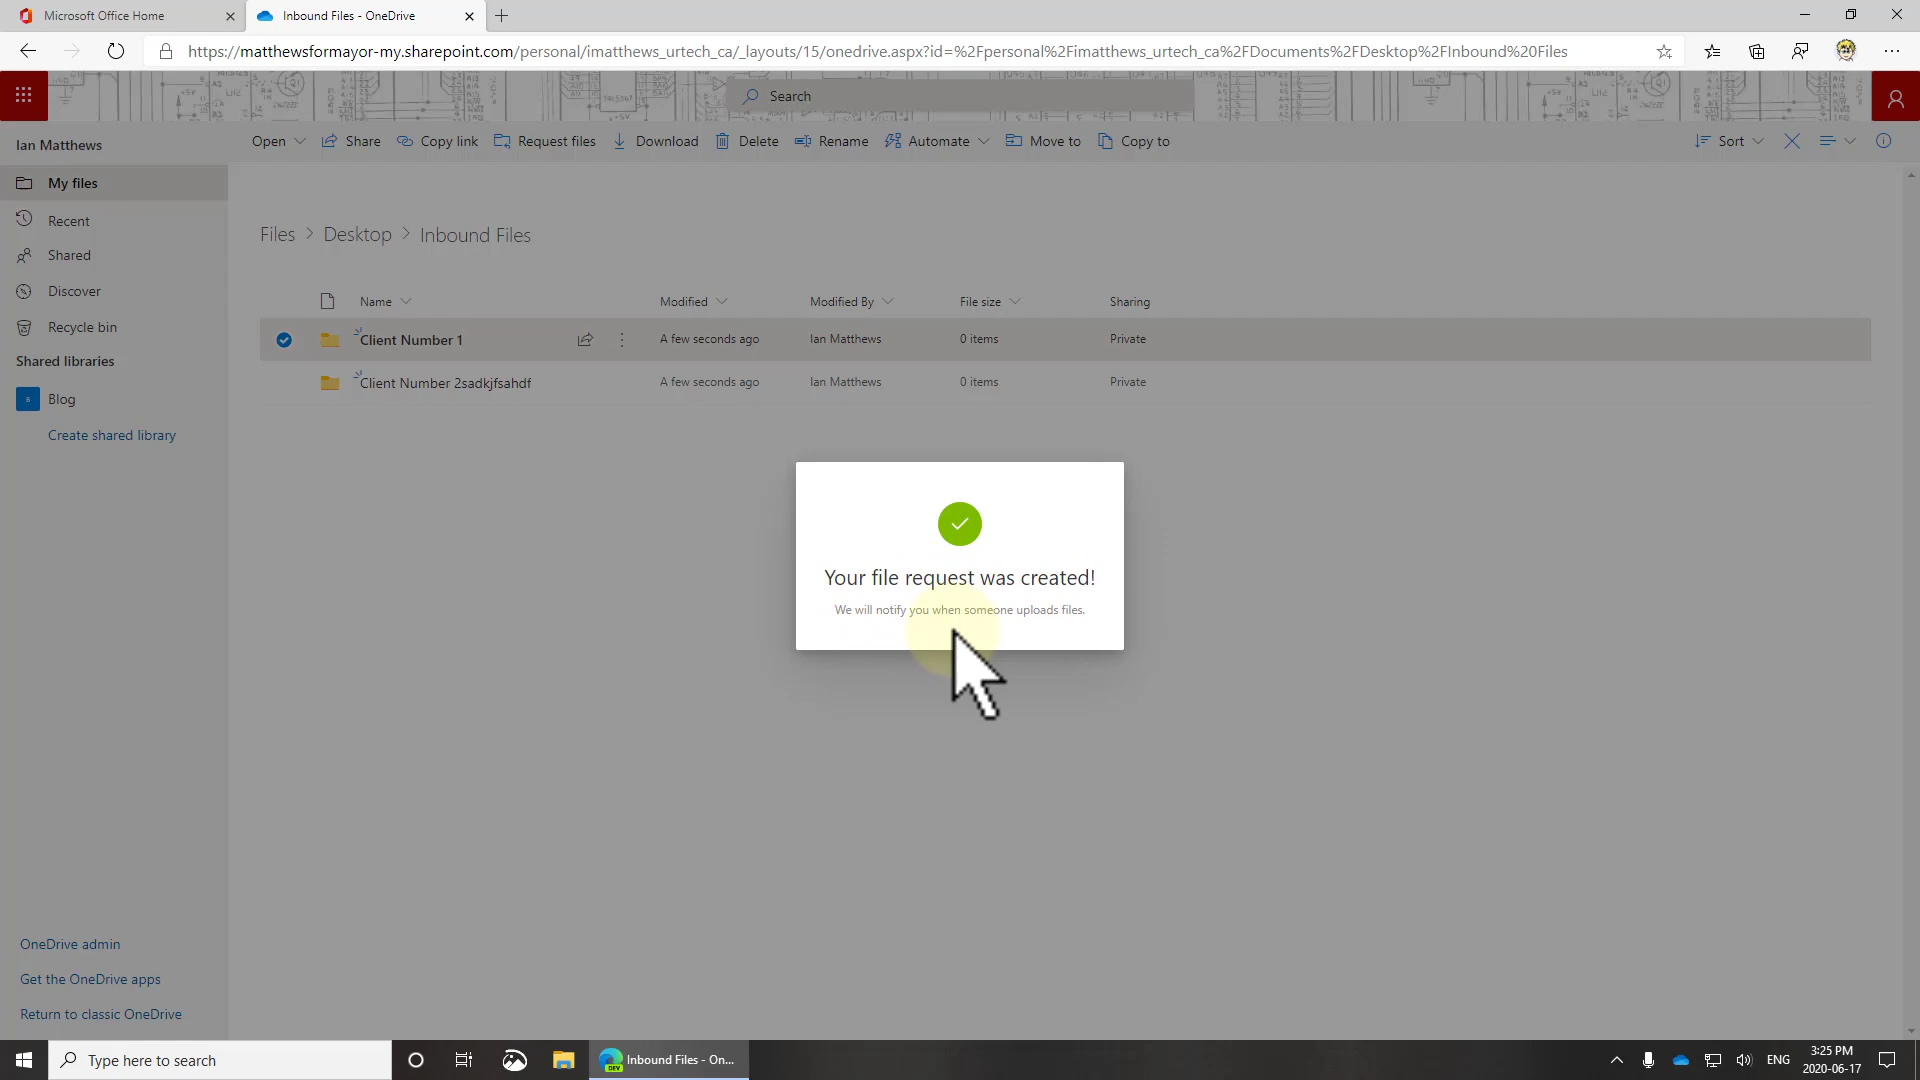 Microsoft Office Home
Inbound Files - OneDrive
https://matthewsformayor-my.sharepoint.com/personal/imatthews_urtech_ca/_layouts/15/onedrive.aspx?id=%2Fpersonal%2Fimatthews_urtech_ca%2FDocuments%2FDesktop%2FInbound%20Files
Search
Ian Matthews
Open Share Copy link Request files Download Delete Rename Automate Move to Copy to Sort
My files
Recent
Shared
Discover
Recycle bin
Shared libraries
B Blog
Create shared library
Files > Desktop > Inbound Files
Name Modified Modified By File size Sharing
Client Number 1 A few seconds ago Ian Matthews 0 items Private
Client Number 2sadkjfsahdf A few seconds ago Ian Matthews 0 items Private
Your file request was created!
We will notify you when someone uploads files.
OneDrive admin
Get the OneDrive apps
Return to classic OneDrive
Type here to search
DEV
Inbound Files - On...
ENG
3:25 PM
2020-06-17